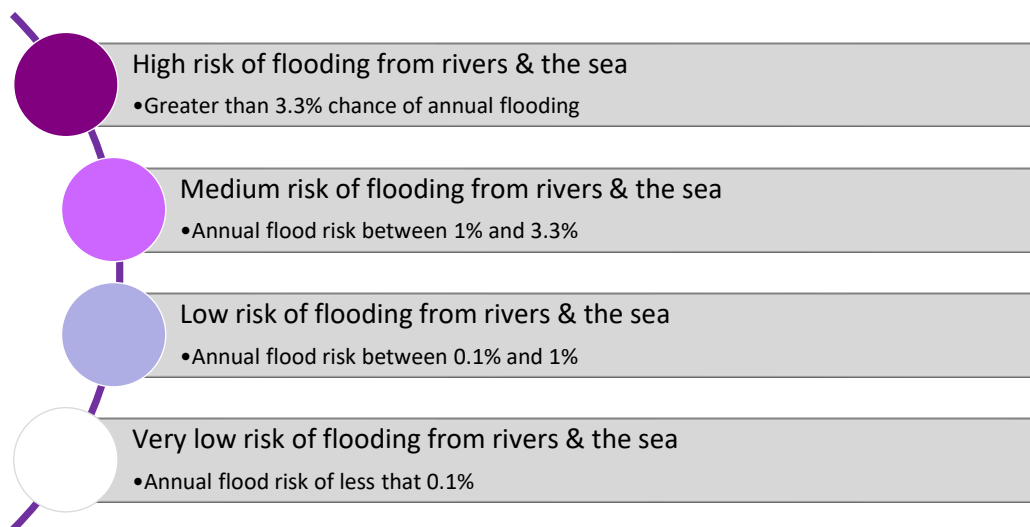 High risk of flooding from rivers & the sea
•Greater than 3.3% chance of annual flooding
Medium risk of flooding from rivers & the sea
•Annual flood risk between 1% and 3.3%
Low risk of flooding from rivers & the sea
•Annual flood risk between 0.1% and 1%
Very low risk of flooding from rivers & the sea
•Annual flood risk of less that 0.1%